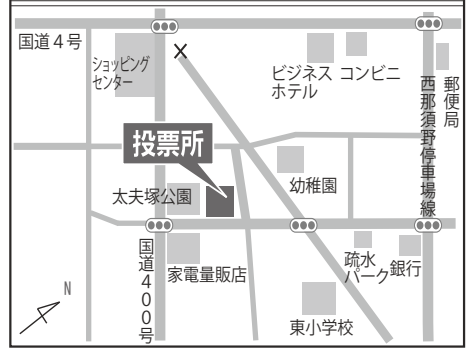 国道４号
ショッピング
センター
ビジネス
ホテル
コンビニ
郵便局
西那須野停車場線
投票所
幼稚園
太夫塚公園
国道４００号
家電量販店
疏水
パーク
銀行
東小学校
N